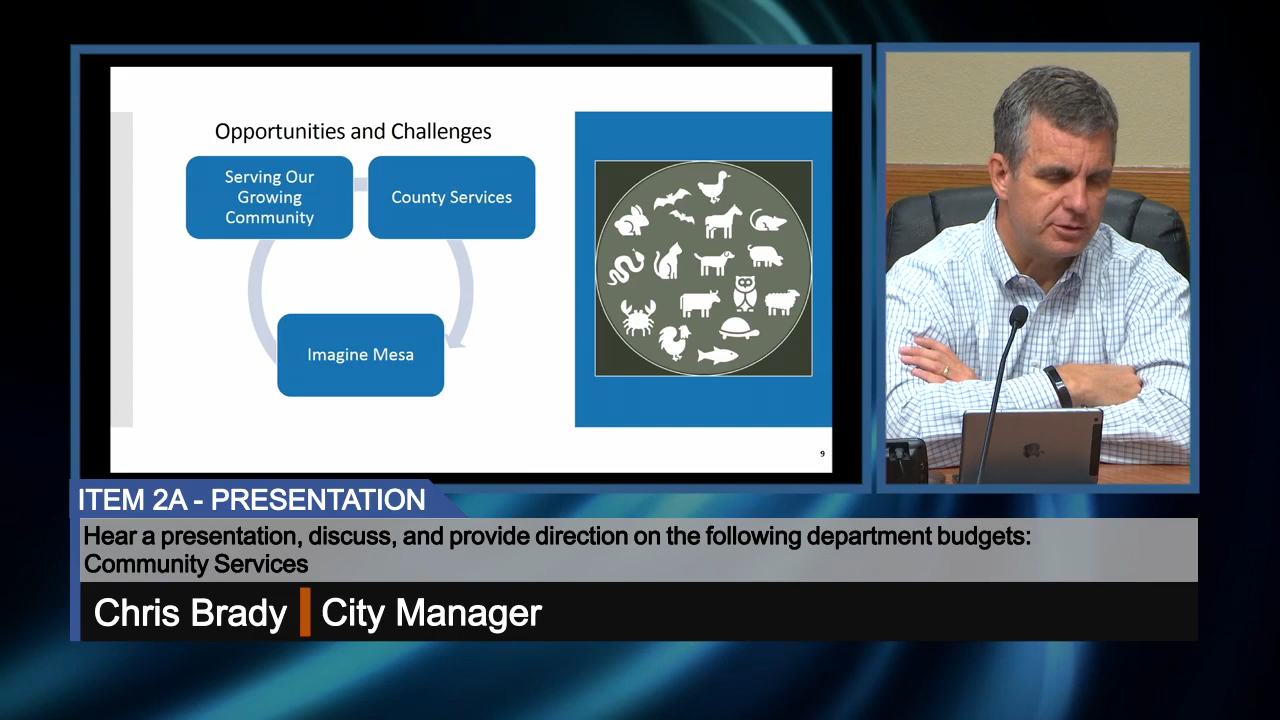 Opportunities and Challenges
Serving Our
Growing
Community
County Services
Imagine Mesa
9
ITEM 2A - PRESENTATION
Hear a presentation, discuss, and provide direction on the following department budgets:
Community Services
Chris Brady City Manager